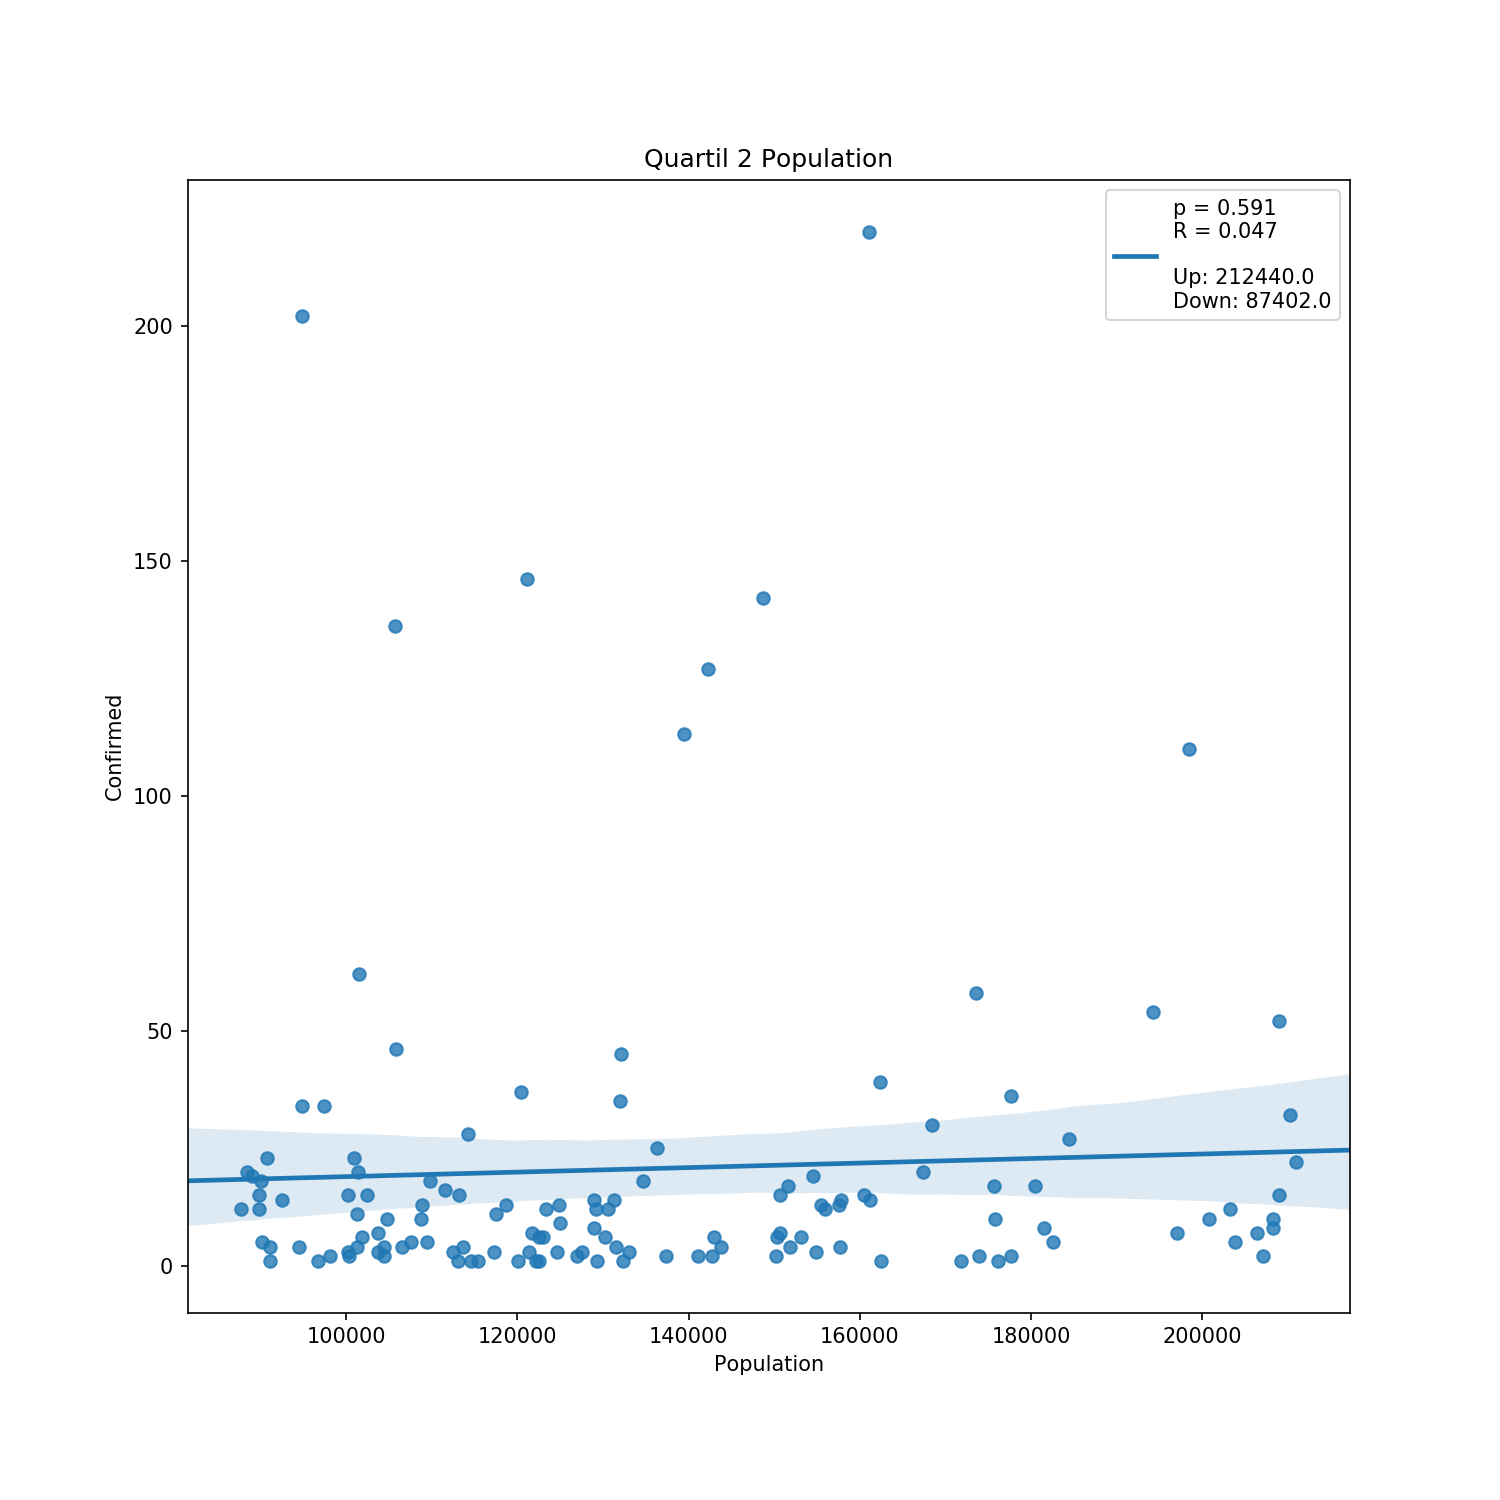 Quartil 2 Population
p = 0.591
R = 0.047
Up: 212440.0
Down: 87402.0
Confirmed
200
150
100
50
0
100000 120000 140000 160000 180000 200000
Population